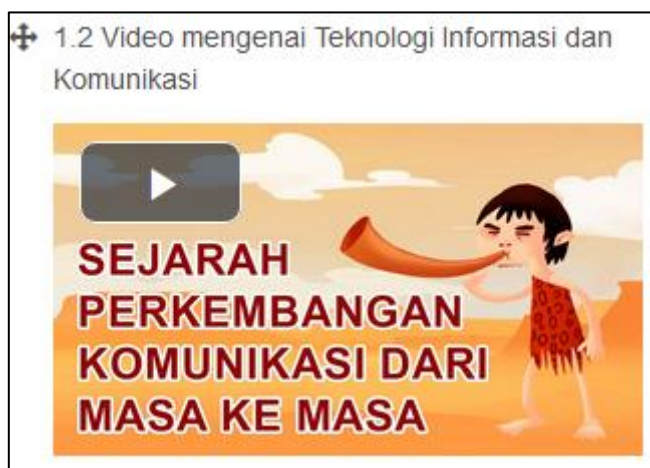 1.2 Video mengenai Teknologi Informasi dan
Komunikasi
SEJARAH
PERKEMBANGAN
KOMUNIKASI DARI
MASA KE MASA